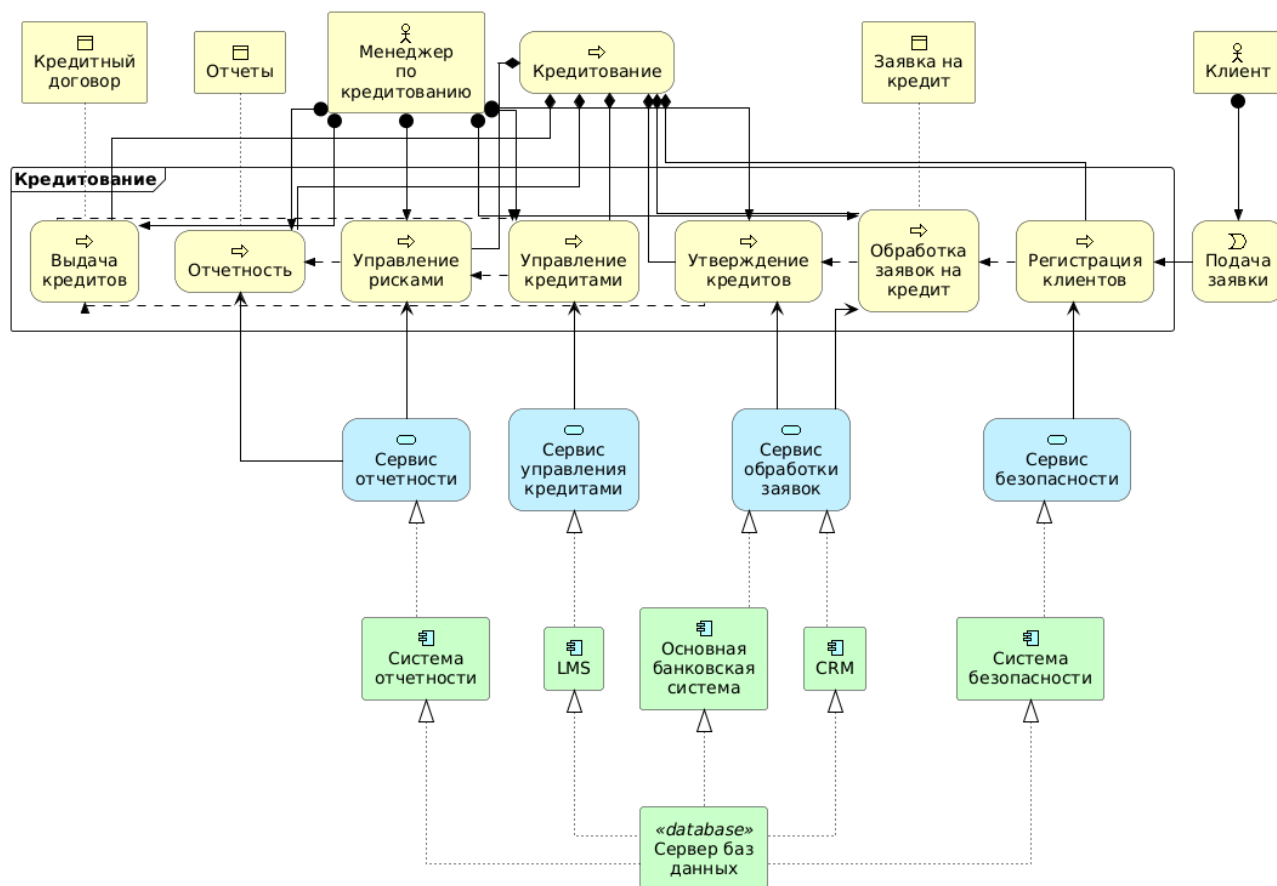 Кредитный
договор
Отчеты
Менеджер
по
кредитованию
Кредитование
Заявка на
кредит
Клиент
Кредитование
Выдача
кредитов
Отчетность
Управление
рисками
Управление
кредитами
Утверждение
кредитов
Обработка
заявок на
кредит
Регистрация
клиентов
Подача
заявки
Сервис
отчетности
Сервис
управления
кредитами
Сервис
обработки
заявок
Сервис
безопасности
Система
отчетности
LMS
Основная
банковская
система
CRM
Система
безопасности
«database»
Сервер баз
данных